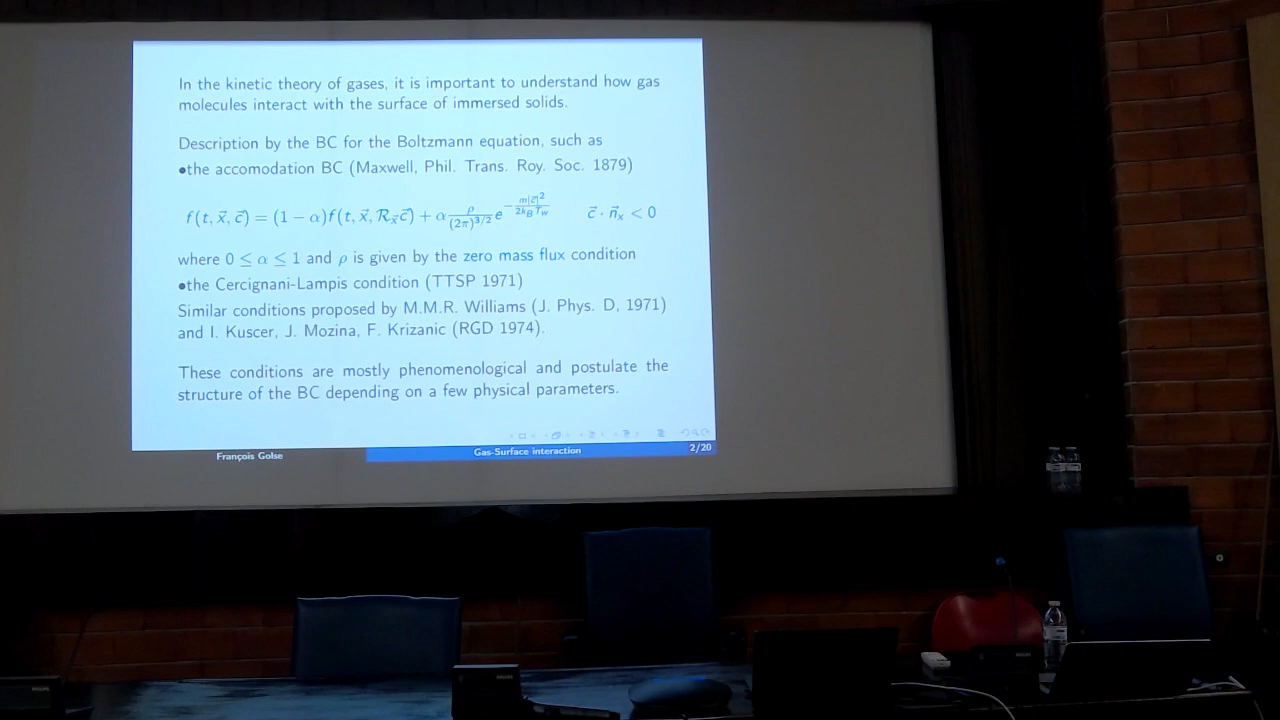 In the kinetic theory of gases, it is important to understand how gas
molecules interact with the surface of immersed solids.
Description by the BC for the Boltzmann equation, such as
•the accomodation BC (Maxwell, Phil. Trans. Roy. Soc. 1879)
f(t, x⃗, c⃗) = (1 − α)f(t, x⃗, R_x⃗ c⃗) + α ρ/(2π)^{3/2} e^{−m|c⃗|²/2k_BT_w} c⃗ · n⃗_x < 0
where 0 ≤ α ≤ 1 and ρ is given by the zero mass flux condition
•the Cercignani-Lampis condition (TTSP 1971)
Similar conditions proposed by M.M.R. Williams (J. Phys. D, 1971)
and I. Kuscer, J. Mozina, F. Krizanic (RGD 1974).
These conditions are mostly phenomenological and postulate the
structure of the BC depending on a few physical parameters.
François Golse Gas-Surface interaction 2/20